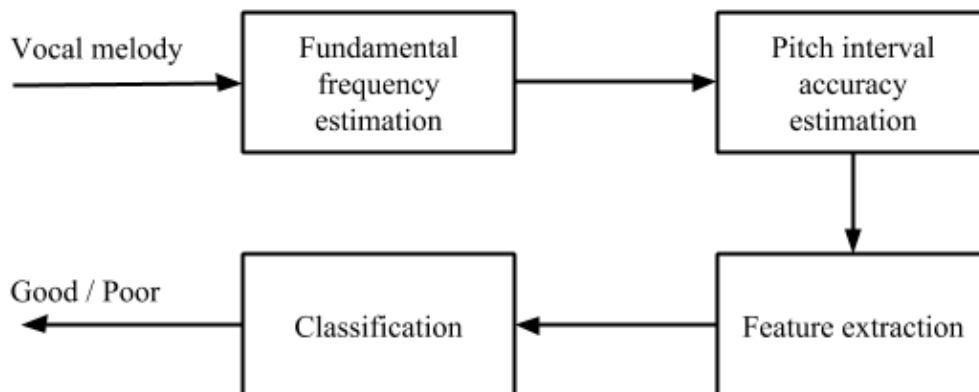 Vocal melody
Fundamental
frequency
estimation
Pitch interval
accuracy
estimation
Feature extraction
Classification
Good / Poor